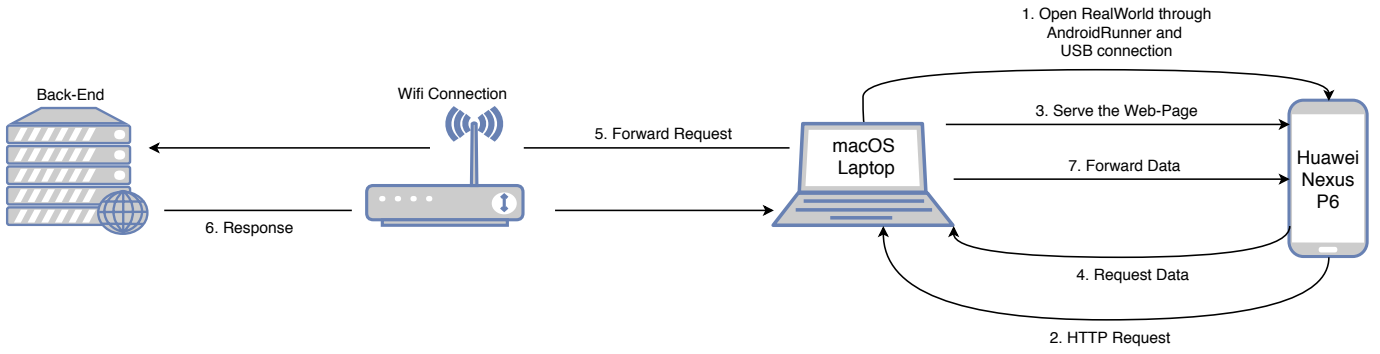 1. Open RealWorld through
AndroidRunner and
USB connection
Back-End
Wifi Connection
3. Serve the Web-Page
5. Forward Request
macOS
Laptop
7. Forward Data
Huawei
Nexus
P6
6. Response
4. Request Data
2. HTTP Request